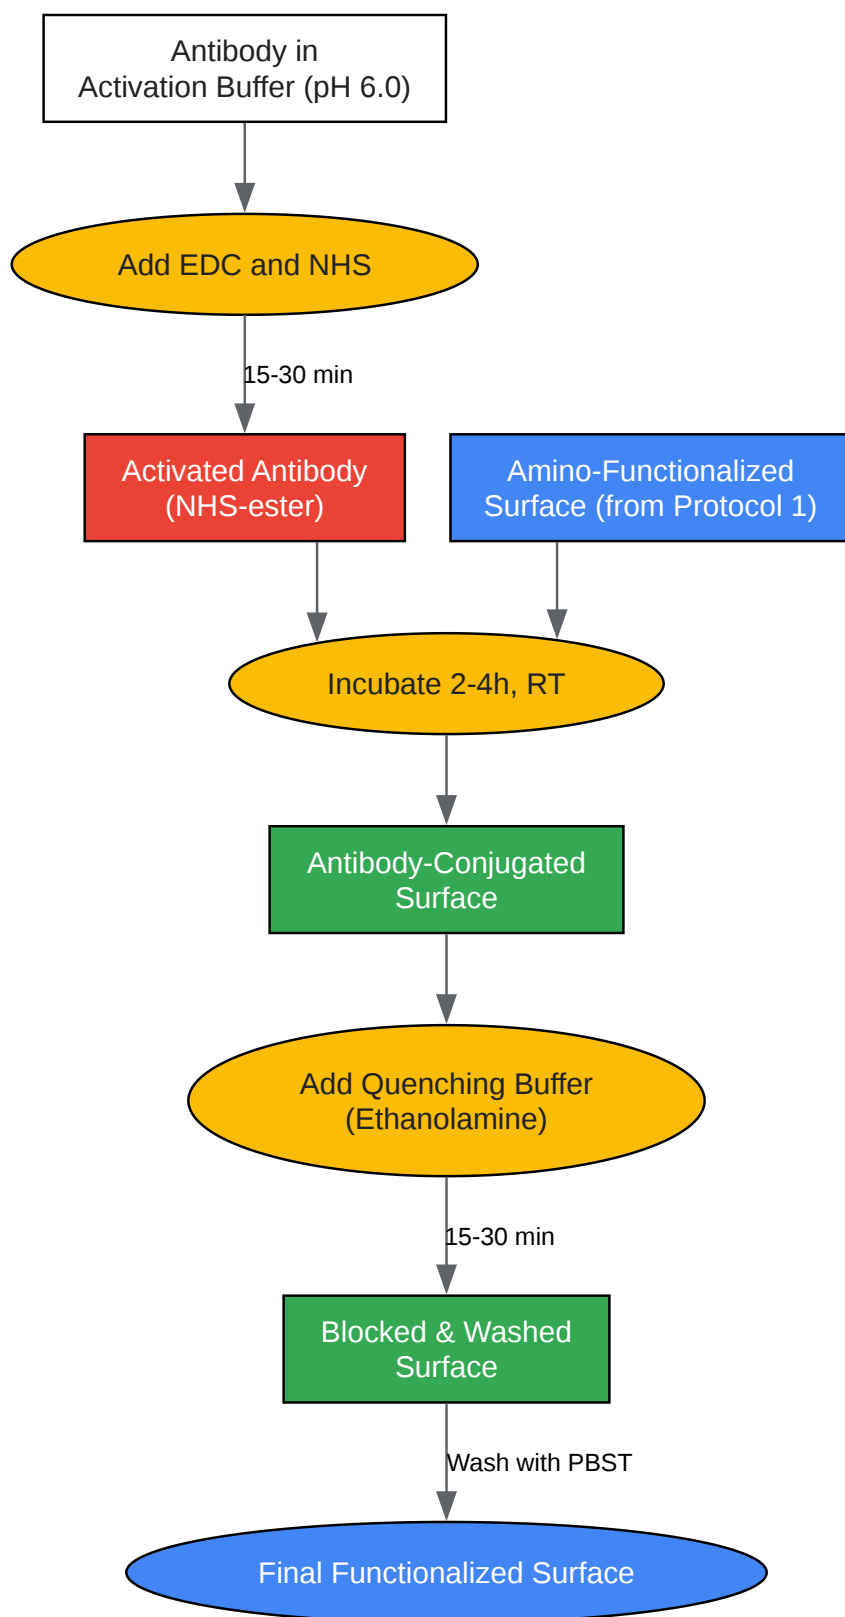 Antibody in
Activation Buffer (pH 6.0)
Add EDC and NHS
15-30 min
Activated Antibody
(NHS-ester)
Amino-Functionalized
Surface (from Protocol 1)
Incubate 2-4h, RT
Antibody-Conjugated
Surface
Add Quenching Buffer
(Ethanolamine)
15-30 min
Blocked & Washed
Surface
Wash with PBST
Final Functionalized Surface